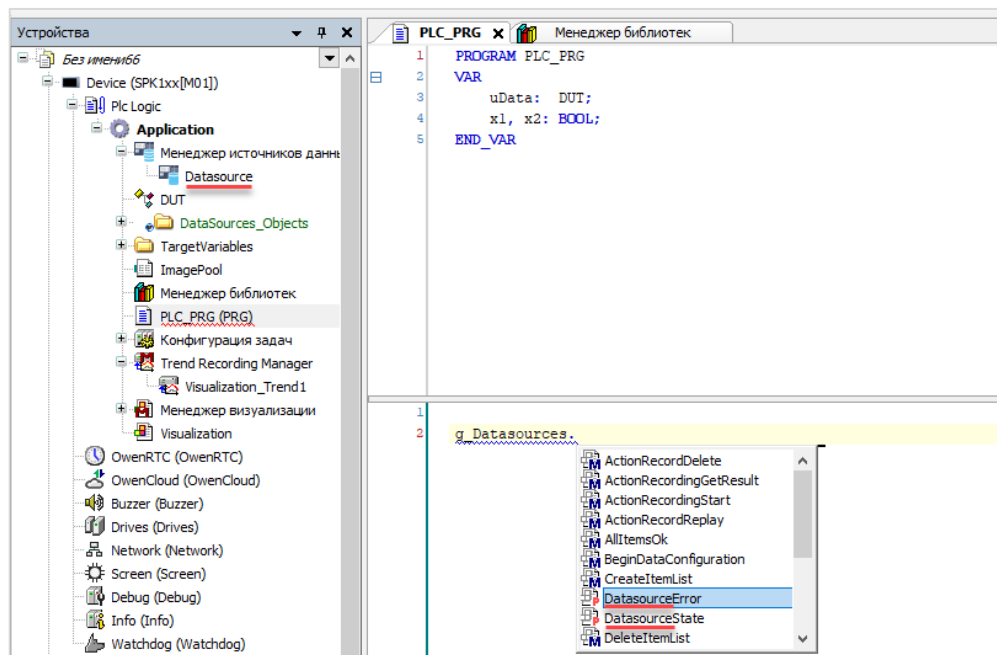 Устройства
Без имени66
Device (SPK1xx[M01])
Plc Logic
Application
Менеджер источников данны
Datasource
DUT
DataSources_Objects
TargetVariables
ImagePool
Менеджер библиотек
PLC_PRG (PRG)
Конфигурация задач
Trend Recording Manager
Visualization_Trend1
Менеджер визуализации
Visualization
OwenRTC (OwenRTC)
OwenCloud (OwenCloud)
Buzzer (Buzzer)
Drives (Drives)
Network (Network)
Screen (Screen)
Debug (Debug)
Info (Info)
Watchdog (Watchdog)
PLC_PRG Менеджер библиотек
1 PROGRAM PLC_PRG
2 VAR
3 uData: DUT;
4 x1, x2: BOOL;
5 END_VAR
1
2 g_Datasources.
ActionRecordDelete
ActionRecordingGetResult
ActionRecordingStart
ActionRecordReplay
AllItemsOk
BeginDataConfiguration
CreateItemList
DatasourceError
DatasourceState
DeleteItemList